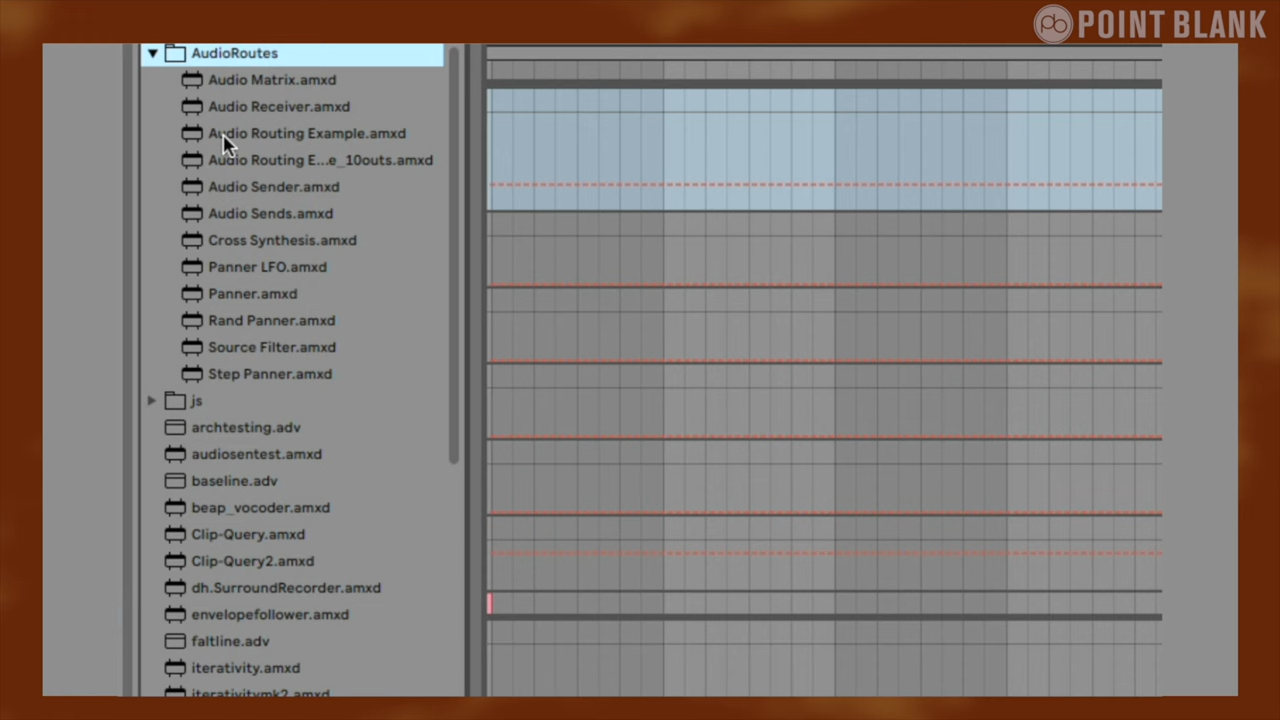 POINT BLANK
AudioRoutes
Audio Matrix.amxd
Audio Receiver.amxd
Audio Routing Example.amxd
Audio Routing E...e_10outs.amxd
Audio Sender.amxd
Audio Sends.amxd
Cross Synthesis.amxd
Panner LFO.amxd
Panner.amxd
Rand Panner.amxd
Source Filter.amxd
Step Panner.amxd
js
archtesting.adv
audiosentest.amxd
baseline.adv
beap_vocoder.amxd
Clip-Query.amxd
Clip-Query2.amxd
dh.SurroundRecorder.amxd
envelopefollower.amxd
faltline.adv
iterativity.amxd
iterativitymk2.amxd